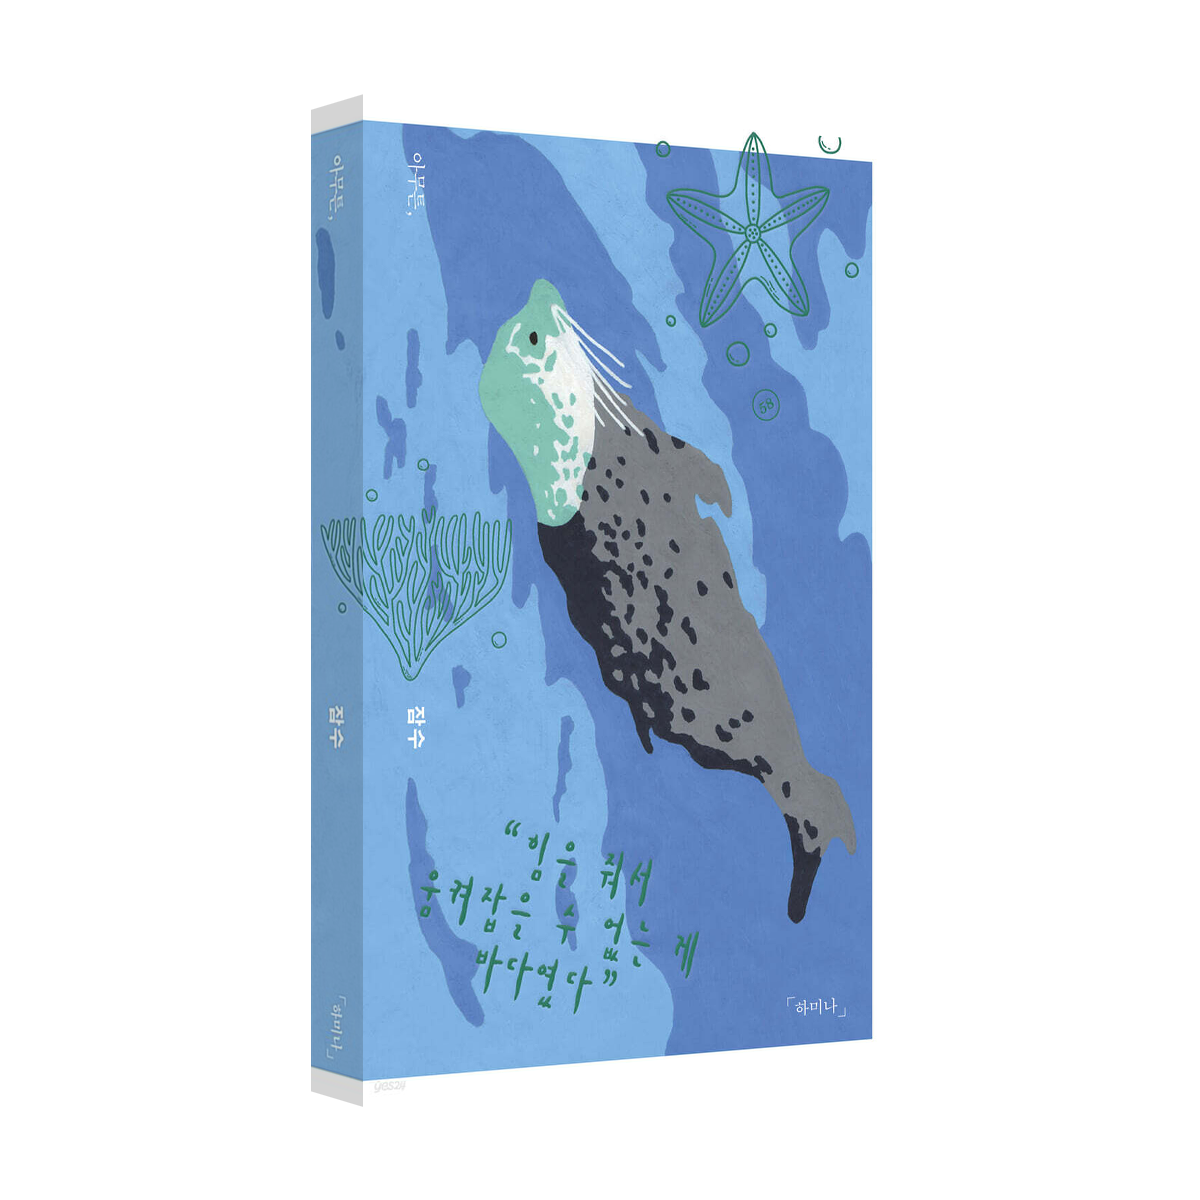 아무튼,
잠수
「하미나」
아무튼,
58
잠수
“힘을 줘서
움켜잡을 수 없는 게
바다였다”
「하미나」
yes24